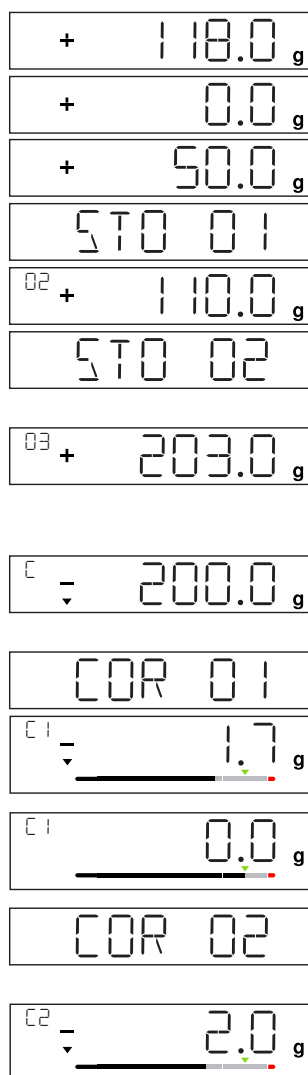 + 118.0 g
+ 0.0 g
+ 50.0 g
STO 01
02 + 110.0 g
STO 02
03 + 203.0 g
C - 200.0 g
COR 01
C1 - 1.7 g
C1 0.0 g
COR 02
C2 - 2.0 g